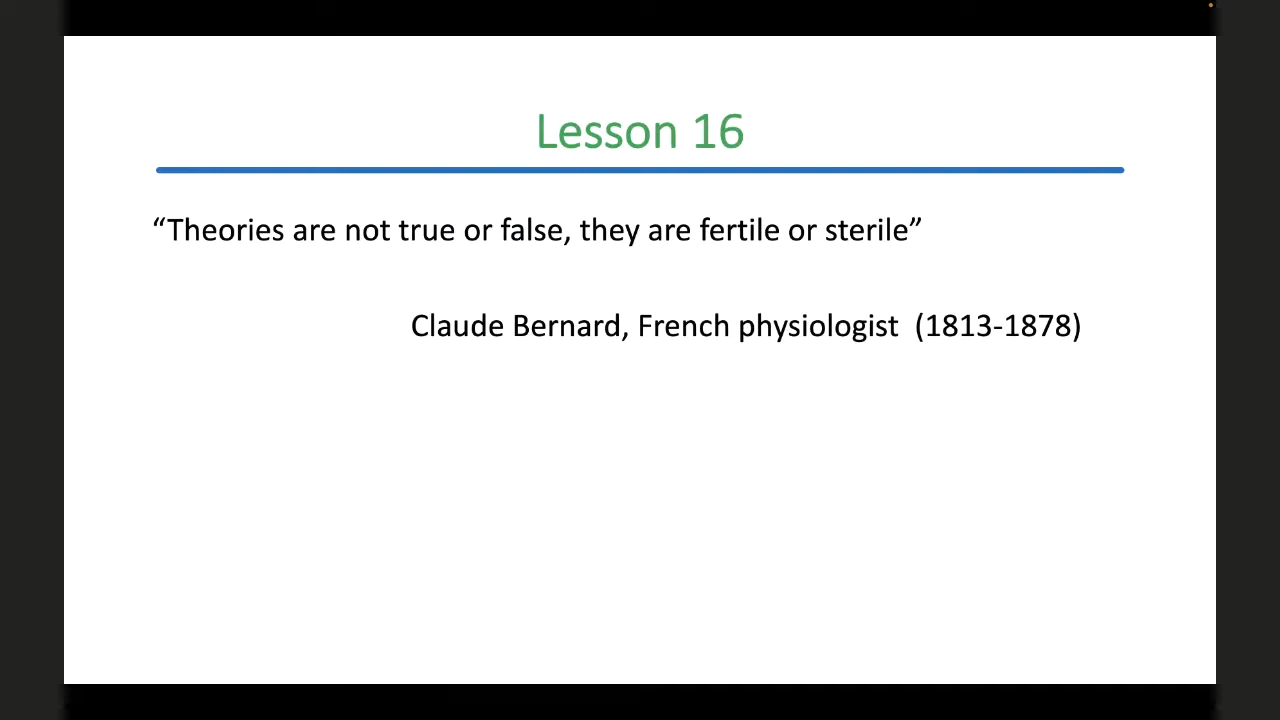 Lesson 16
“Theories are not true or false, they are fertile or sterile”
Claude Bernard, French physiologist  (1813-1878)